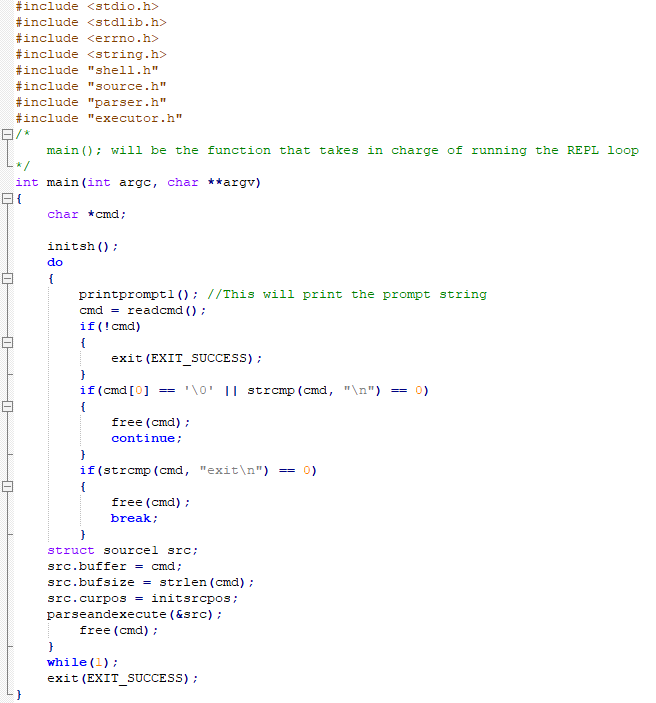 #include <stdio.h>
#include <stdlib.h>
#include <errno.h>
#include <string.h>
#include "shell.h"
#include "source.h"
#include "parser.h"
#include "executor.h"
/*
    main(); will be the function that takes in charge of running the REPL loop
*/
int main(int argc, char **argv)
{
    char *cmd;

    initsh();
    do
    {
        printprompt1(); //This will print the prompt string
        cmd = readcmd();
        if(!cmd)
        {
            exit(EXIT_SUCCESS);
        }
        if(cmd[0] == '\0' || strcmp(cmd, "\n") == 0)
        {
            free(cmd);
            continue;
        }
        if(strcmp(cmd, "exit\n") == 0)
        {
            free(cmd);
            break;
        }
    struct source1 src;
    src.buffer = cmd;
    src.bufsize = strlen(cmd);
    src.curpos = initsrcpos;
    parseandexecute(&src);
        free(cmd);
    }
    while(1);
    exit(EXIT_SUCCESS);
}